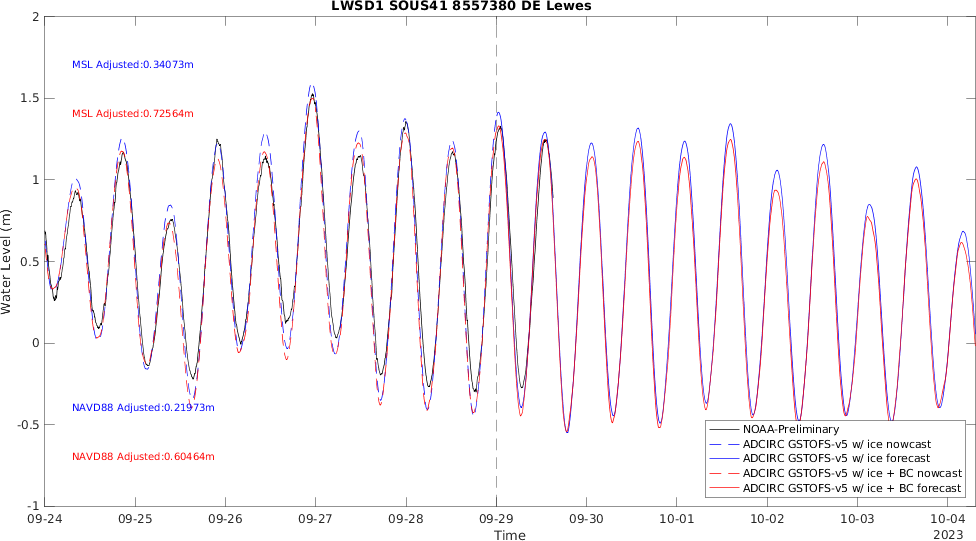 LWSD1 SOUS41 8557380 DE Lewes
2
1.5
1
0.5
0
-0.5
-1
Water Level (m)
MSL Adjusted:0.34073m
MSL Adjusted:0.72564m
NAVD88 Adjusted:0.21973m
NAVD88 Adjusted:0.60464m
NOAA-Preliminary
ADCIRC GSTOFS-v5 w/ ice nowcast
ADCIRC GSTOFS-v5 w/ ice forecast
ADCIRC GSTOFS-v5 w/ ice + BC nowcast
ADCIRC GSTOFS-v5 w/ ice + BC forecast
09-24 09-25 09-26 09-27 09-28 09-29 09-30 10-01 10-02 10-03 10-04
Time
2023